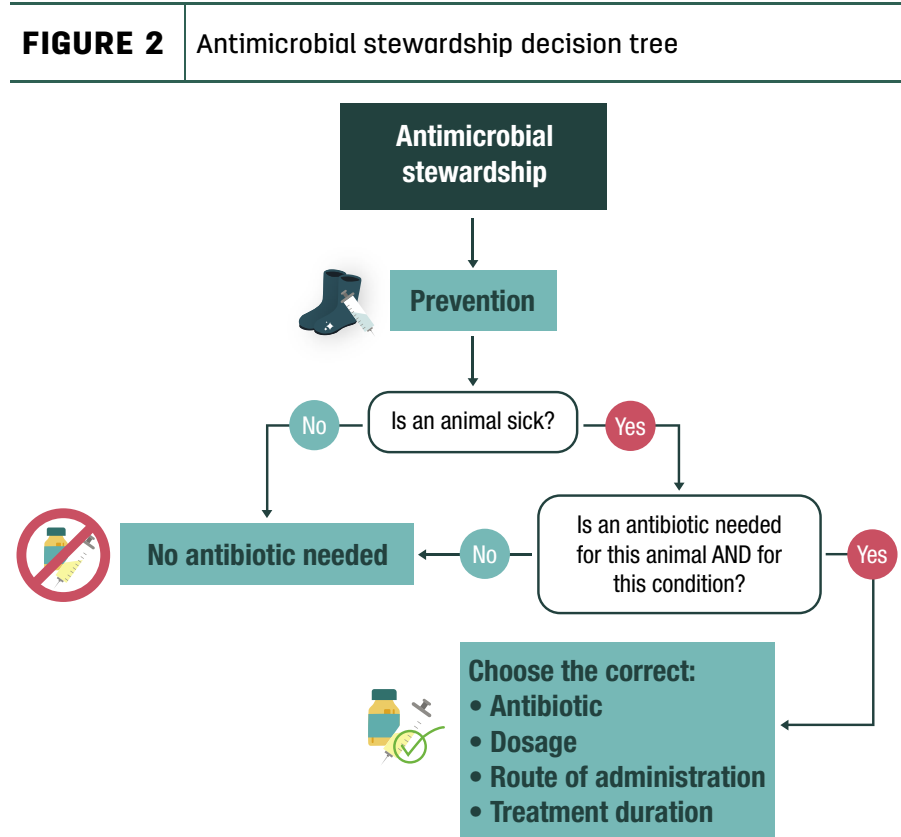 FIGURE 2
Antimicrobial stewardship decision tree
Antimicrobial
stewardship
Prevention
Is an animal sick?
No
Yes
Is an antibiotic needed
for this animal AND for
this condition?
No
Yes
No antibiotic needed
Choose the correct:
• Antibiotic
• Dosage
• Route of administration
• Treatment duration